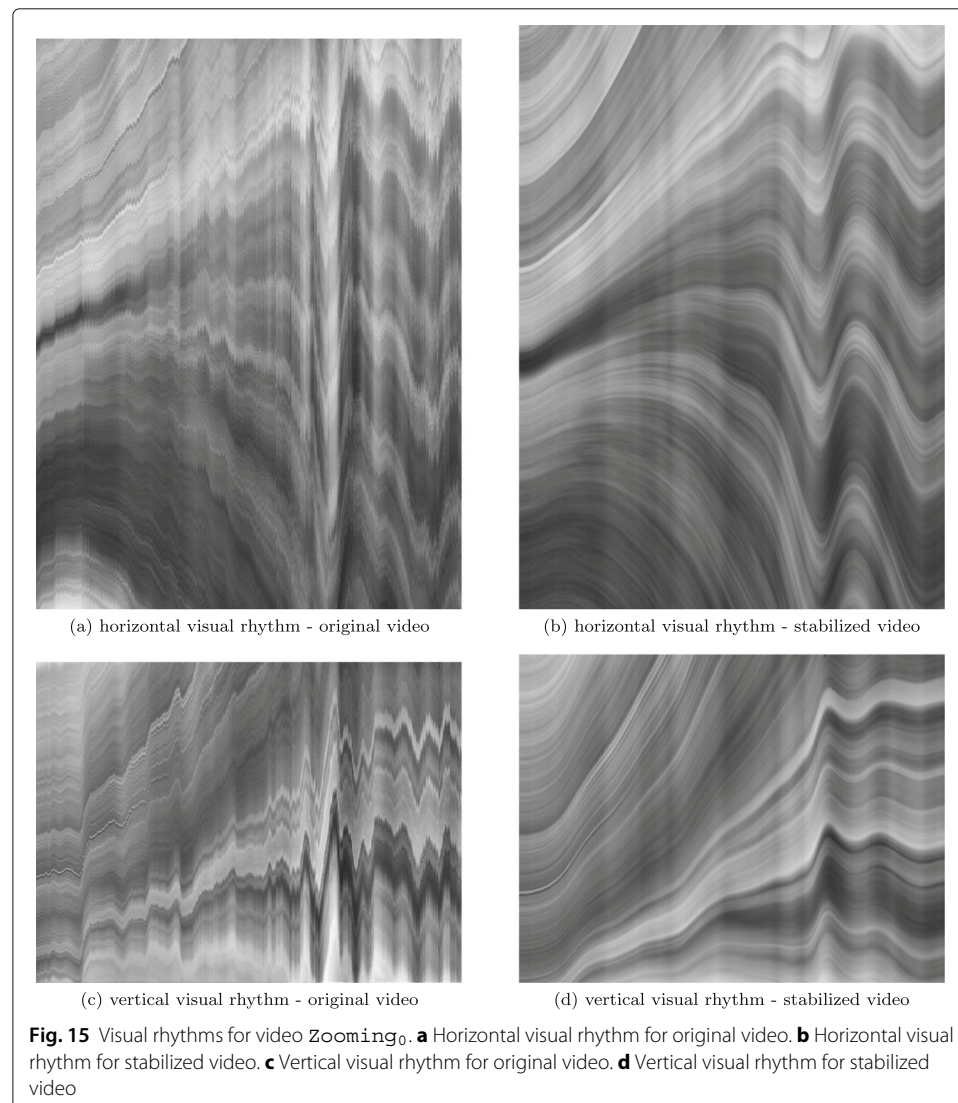 (a) horizontal visual rhythm - original video
(b) horizontal visual rhythm - stabilized video
(c) vertical visual rhythm - original video
(d) vertical visual rhythm - stabilized video
Fig. 15 Visual rhythms for video Zooming₀. a Horizontal visual rhythm for original video. b Horizontal visual
rhythm for stabilized video. c Vertical visual rhythm for original video. d Vertical visual rhythm for stabilized
video